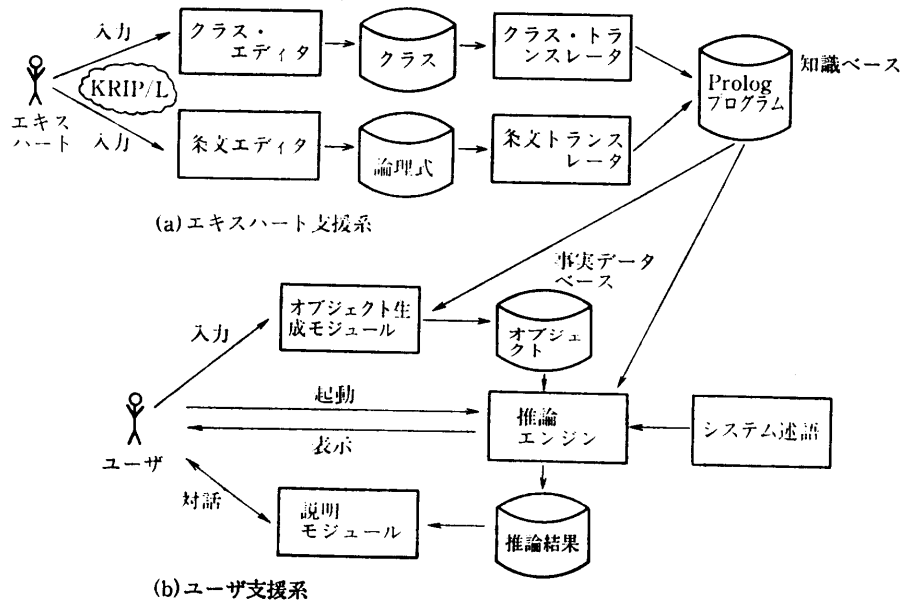 入力
クラス・
エディタ
クラス
クラス・トラ
ンスレータ
知識ベース
Prolog
プログラム
KRIP/L
エキス
ハート
入力
条文エディタ
論理式
条文トランス
レータ
(a)エキスハート支援系
事実データ
ベース
オブジェクト生
成モジュール
オブジェ
クト
入力
起動
推論
エンジン
システム述語
表示
ユーザ
対話
説明
モジュール
推論結果
(b)ユーザ支援系